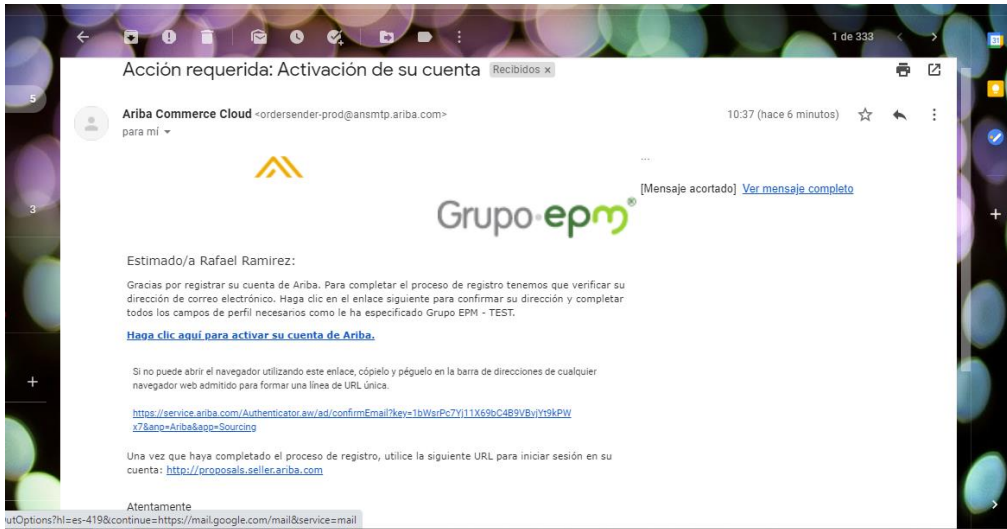 1 de 333
31
Acción requerida: Activación de su cuenta Recibidos x
5
Ariba Commerce Cloud <ordersender-prod@ansmtp.ariba.com>
10:37 (hace 6 minutos)
para mí
...
[Mensaje acortado] Ver mensaje completo
3
Grupo·epm®
Estimado/a Rafael Ramirez:
Gracias por registrar su cuenta de Ariba. Para completar el proceso de registro tenemos que verificar su
dirección de correo electrónico. Haga clic en el enlace siguiente para confirmar su dirección y completar
todos los campos de perfil necesarios como le ha especificado Grupo EPM - TEST.
Haga clic aquí para activar su cuenta de Ariba.
Si no puede abrir el navegador utilizando este enlace, cópielo y péguelo en la barra de direcciones de cualquier
navegador web admitido para formar una línea de URL única.
https://service.ariba.com/Authenticator.aw/ad/confirmEmail?key=1bWsrPc7Yj11X69bC4B9VBvjYt9kPW
x7&anp=Ariba&app=Sourcing
Una vez que haya completado el proceso de registro, utilice la siguiente URL para iniciar sesión en su
cuenta: http://proposals.seller.ariba.com
Atentamente
utOptions?hl=es-419&continue=https://mail.google.com/mail&service=mail